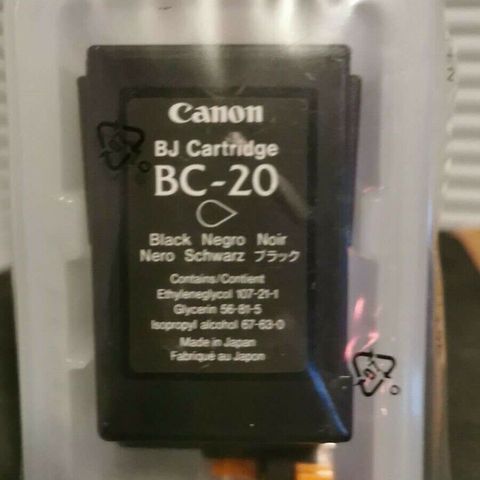 Canon
BJ Cartridge
BC-20
Black Negro Noir
Nero Schwarz ブラック
Contains/Contient
Ethyleneglycol 107-21-1
Glycerin 56-81-5
Isopropyl alcohol 67-63-0
Made in Japan
Fabriqué au Japon